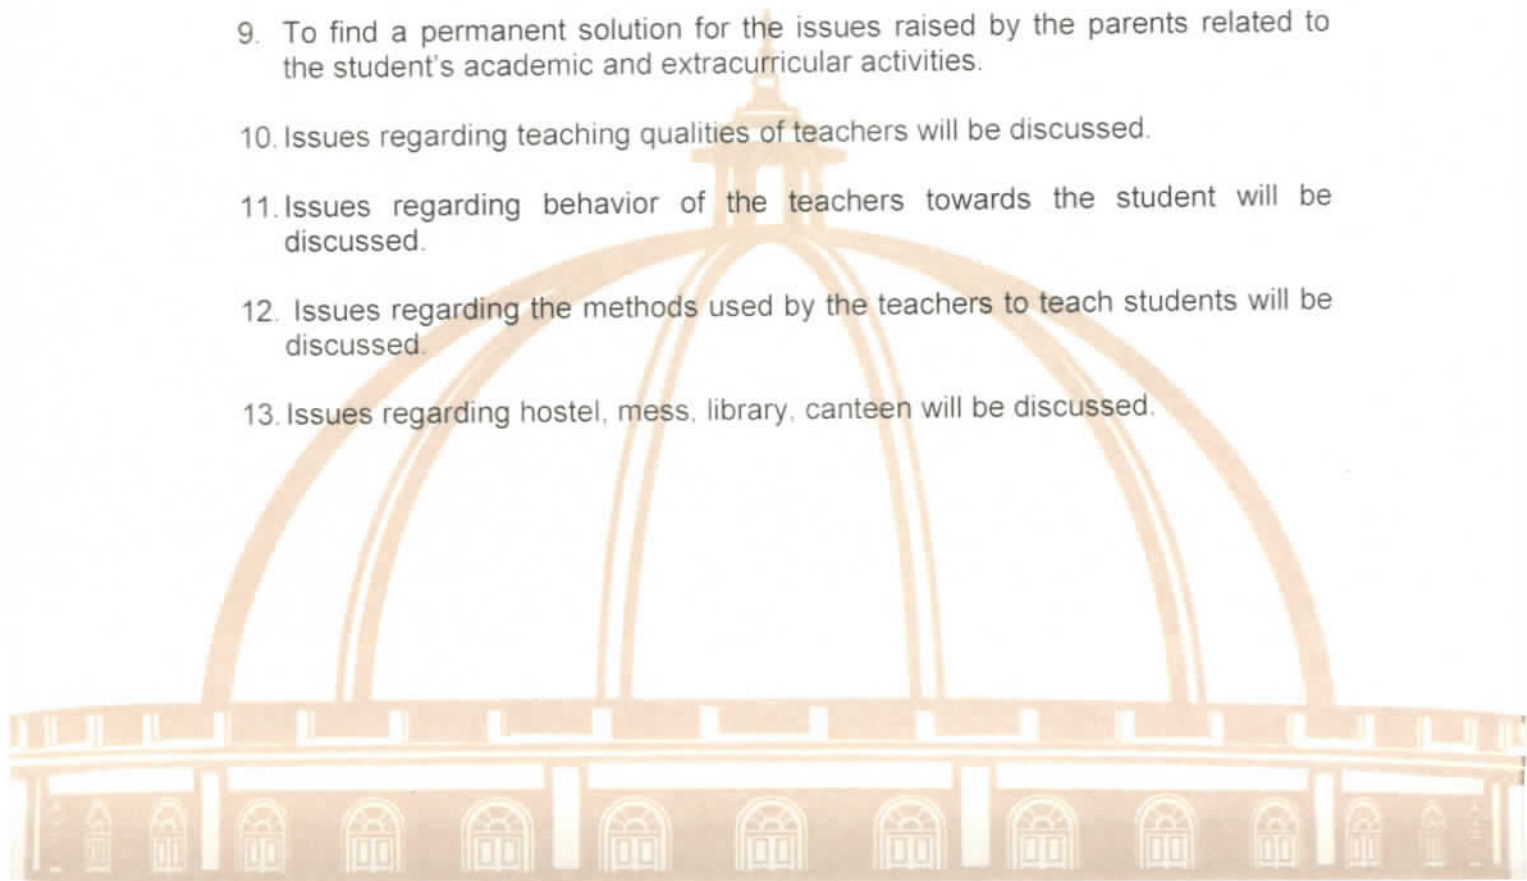 9. To find a permanent solution for the issues raised by the parents related to
the student's academic and extracurricular activities.
10. Issues regarding teaching qualities of teachers will be discussed.
11. Issues regarding behavior of the teachers towards the student will be
discussed.
12. Issues regarding the methods used by the teachers to teach students will be
discussed.
13. Issues regarding hostel, mess, library, canteen will be discussed.